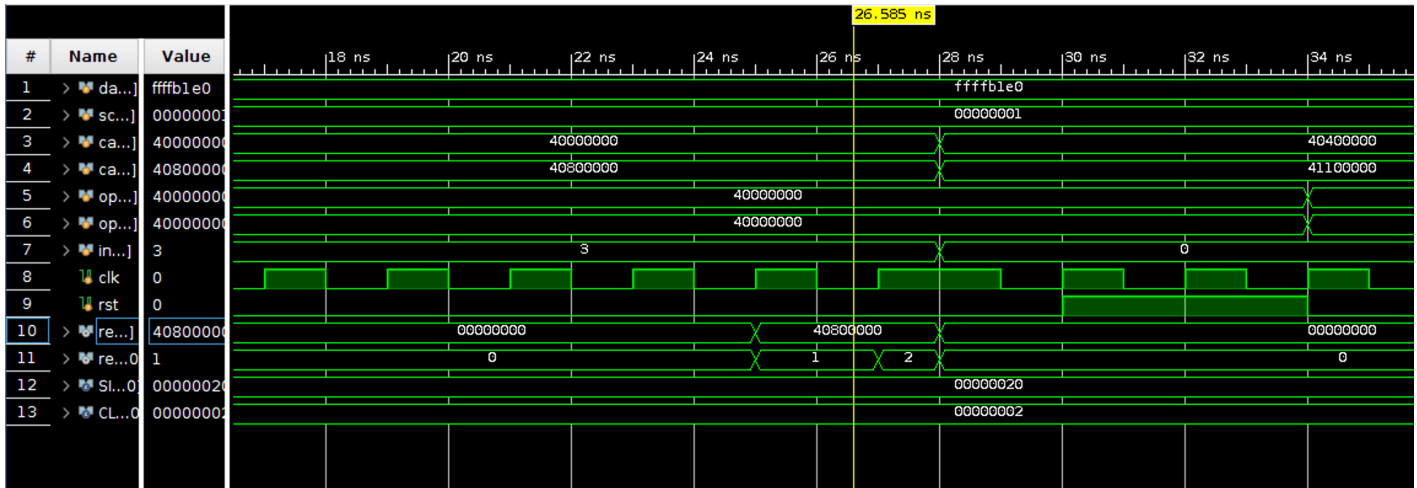 26.585 ns
# Name Value 18 ns 20 ns 22 ns 24 ns 26 ns 28 ns 30 ns 32 ns 34 ns
1 > da...] ffffb1e0 ffffb1e0
2 > sc...] 00000001 00000001
3 > ca...] 40000000 40000000 40400000
4 > ca...] 40800000 40800000 41100000
5 > op...] 40000000 40000000
6 > op...] 40000000 40000000
7 > in...] 3 3 0
8 clk 0
9 rst 0
10 > re...] 40800000 00000000 40800000 00000000
11 > re...0 1 0 1 2 0
12 > SI...0] 00000020 00000020
13 > CL...0 00000002 00000002